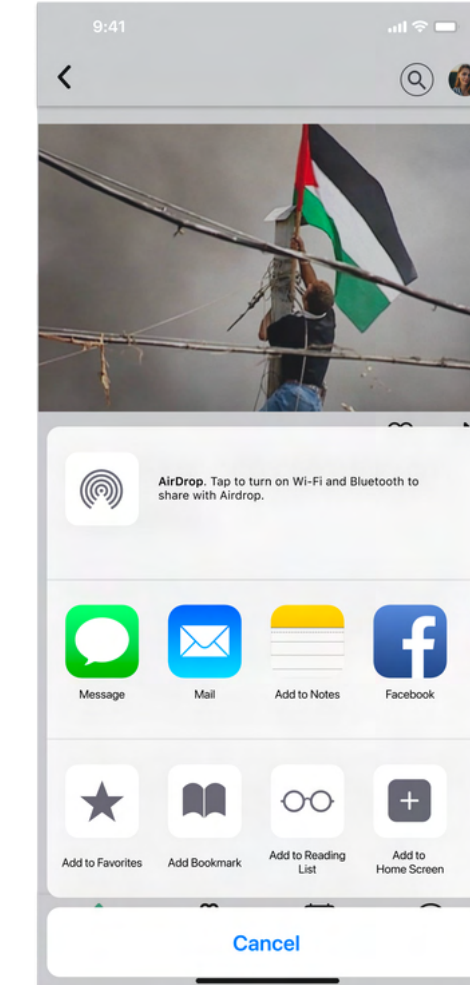 9:41
AirDrop. Tap to turn on Wi-Fi and Bluetooth to
share with Airdrop.
Message
Mail
Add to Notes
Facebook
Add to Favorites
Add Bookmark
Add to Reading
List
Add to
Home Screen
Cancel